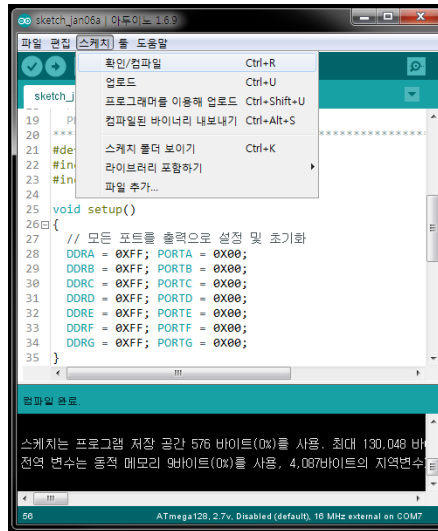 sketch_jan06a | 아두이노 1.6.9
파일 편집 스케치 툴 도움말
확인/컴파일 Ctrl+R
업로드 Ctrl+U
프로그래머를 이용해 업로드 Ctrl+Shift+U
컴파일된 바이너리 내보내기 Ctrl+Alt+S
스케치 폴더 보이기 Ctrl+K
라이브러리 포함하기
파일 추가...
sketch_j
19
20
21 #de
22 #in
23 #in
24
25 void setup()
26 {
27 // 모든 포트를 출력으로 설정 및 초기화
28 DDRA = 0XFF; PORTA = 0X00;
29 DDRB = 0XFF; PORTB = 0X00;
30 DDRC = 0XFF; PORTC = 0X00;
31 DDRD = 0XFF; PORTD = 0X00;
32 DDRE = 0XFF; PORTE = 0X00;
33 DDRF = 0XFF; PORTF = 0X00;
34 DDRG = 0XFF; PORTG = 0X00;
35 }
컴파일 완료.
스케치는 프로그램 저장 공간 576 바이트(0%)를 사용. 최대 130,048 바
전역 변수는 동적 메모리 9바이트(0%)를 사용, 4,087바이트의 지역변수
56 ATmega128, 2.7v, Disabled (default), 16 MHz external on COM7